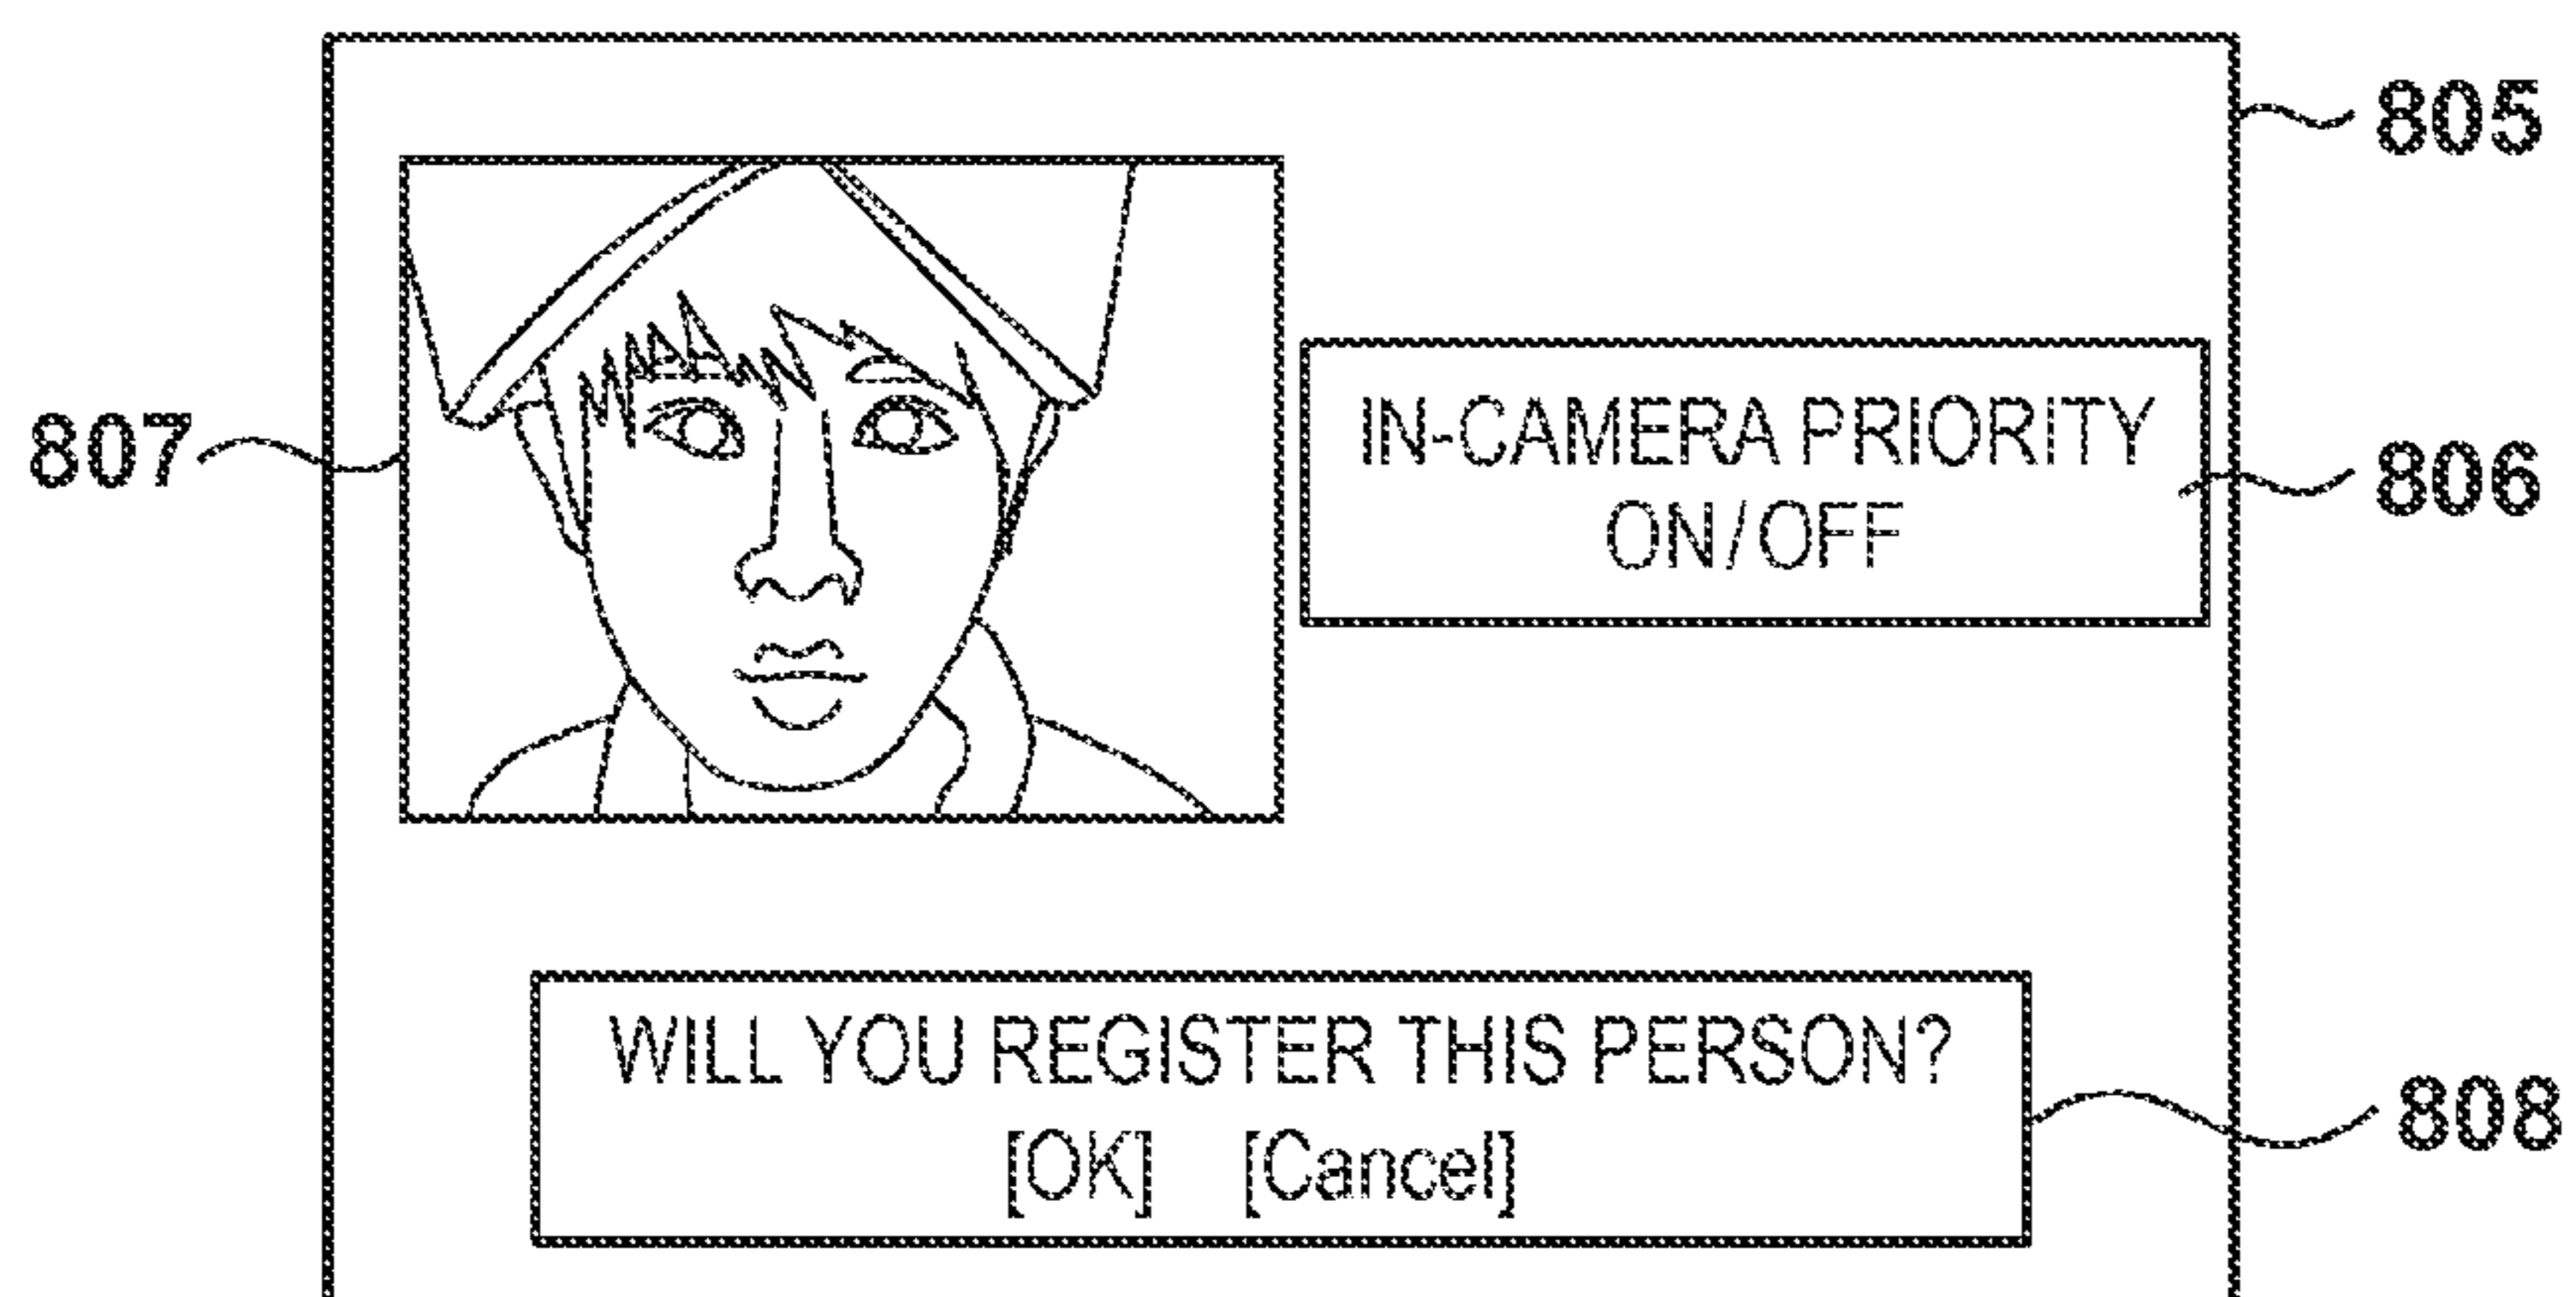 805
807
IN-CAMERA PRIORITY
ON/OFF
806
WILL YOU REGISTER THIS PERSON?
[OK] [Cancel]
808